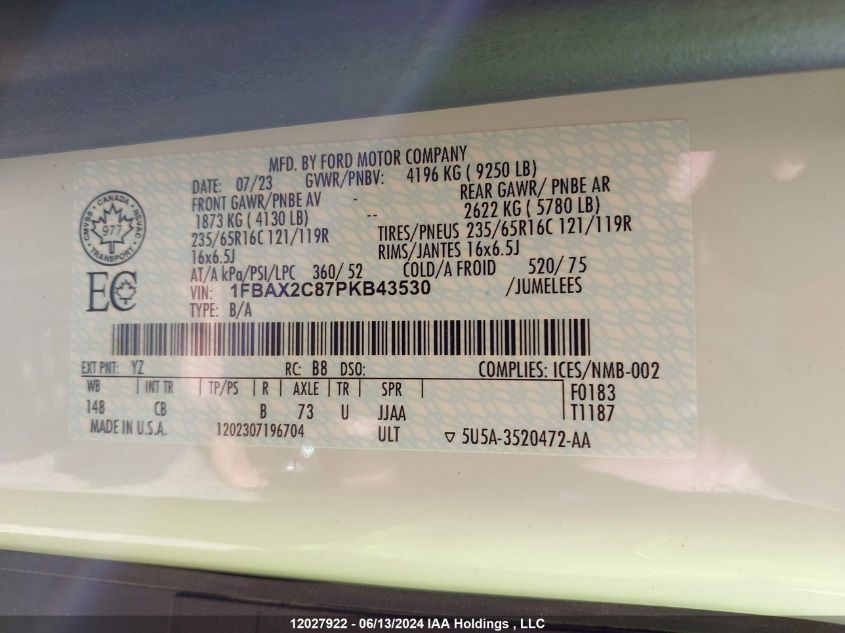 MFD. BY FORD MOTOR COMPANY
DATE: 07/23 GVWR/PNBV: 4196 KG ( 9250 LB)
FRONT GAWR/PNBE AV - REAR GAWR/ PNBE AR
1873 KG ( 4130 LB) -- 2622 KG ( 5780 LB)
235/65R16C 121/119R TIRES/PNEUS 235/65R16C 121/119R
16x6.5J RIMS/JANTES 16x6.5J
AT/A kPa/PSI/LPC 360/ 52 COLD/A FROID 520/ 75
VIN: 1FBAX2C87PKB43530 /JUMELEES
TYPE: B/A
CMVSS CANADA NSVAC
977
TRANSPORT
EC
EXT PNT: YZ RC: B8 DSO: COMPLIES: ICES/NMB-002
WB INT TR TP/PS R AXLE TR SPR F0183
148 CB B 73 U JJAA T1187
MADE IN U.S.A. 1202307196704 ULT ▽ 5U5A-3520472-AA
12027922 - 06/13/2024 IAA Holdings , LLC